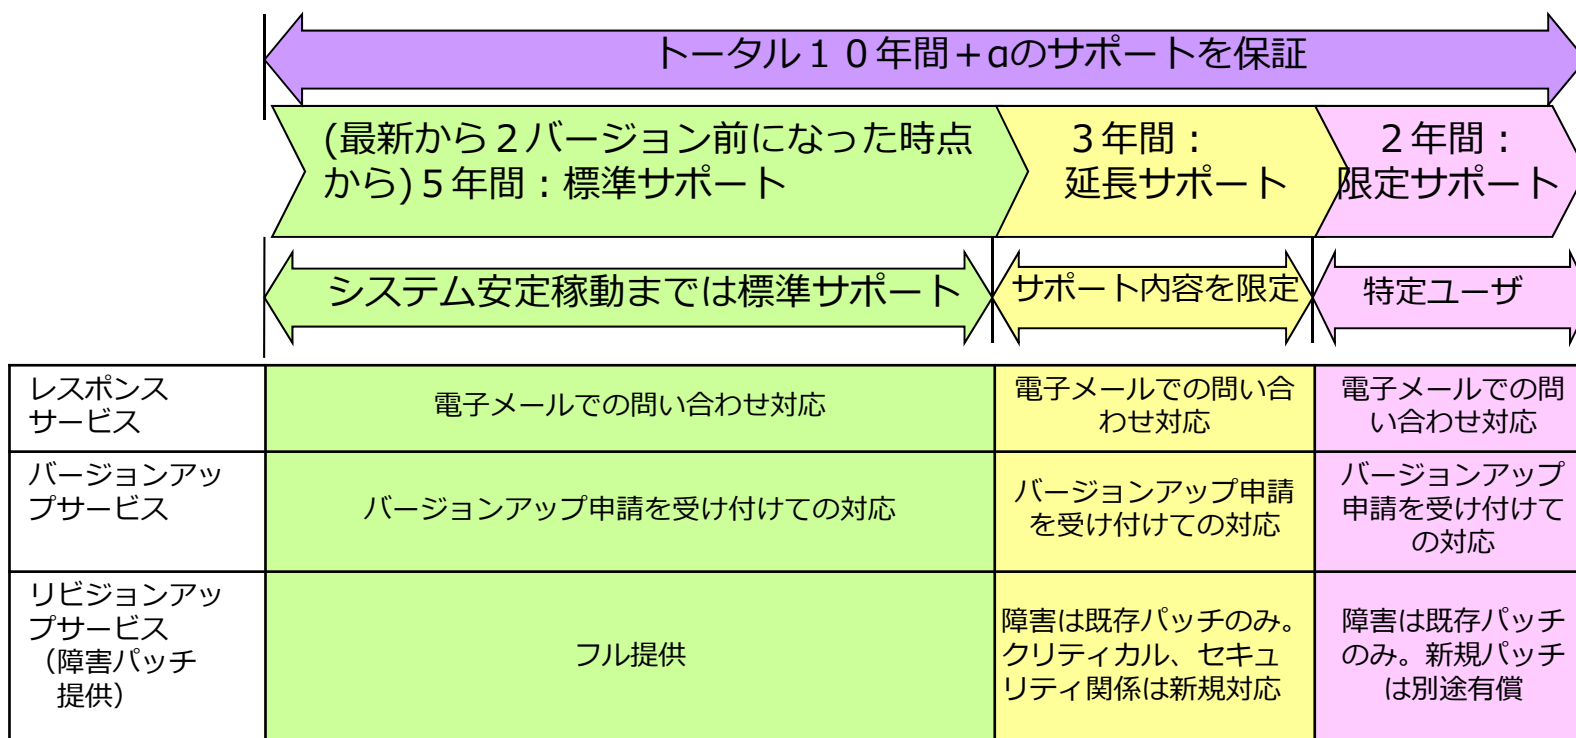 トータル１０年間＋αのサポートを保証
(最新から２バージョン前になった時点
から)５年間：標準サポート
３年間：
延長サポート
２年間：
限定サポート
システム安定稼動までは標準サポート
サポート内容を限定
特定ユーザ
レスポンス
サービス
電子メールでの問い合わせ対応
電子メールでの問い合
わせ対応
電子メールでの問
い合わせ対応
バージョンアッ
プサービス
バージョンアップ申請を受け付けての対応
バージョンアップ申請
を受け付けての対応
バージョンアップ
申請を受け付けて
の対応
リビジョンアッ
プサービス
（障害パッチ
提供）
フル提供
障害は既存パッチのみ。
クリティカル、セキュ
リティ関係は新規対応
障害は既存パッチ
のみ。新規パッチ
は別途有償